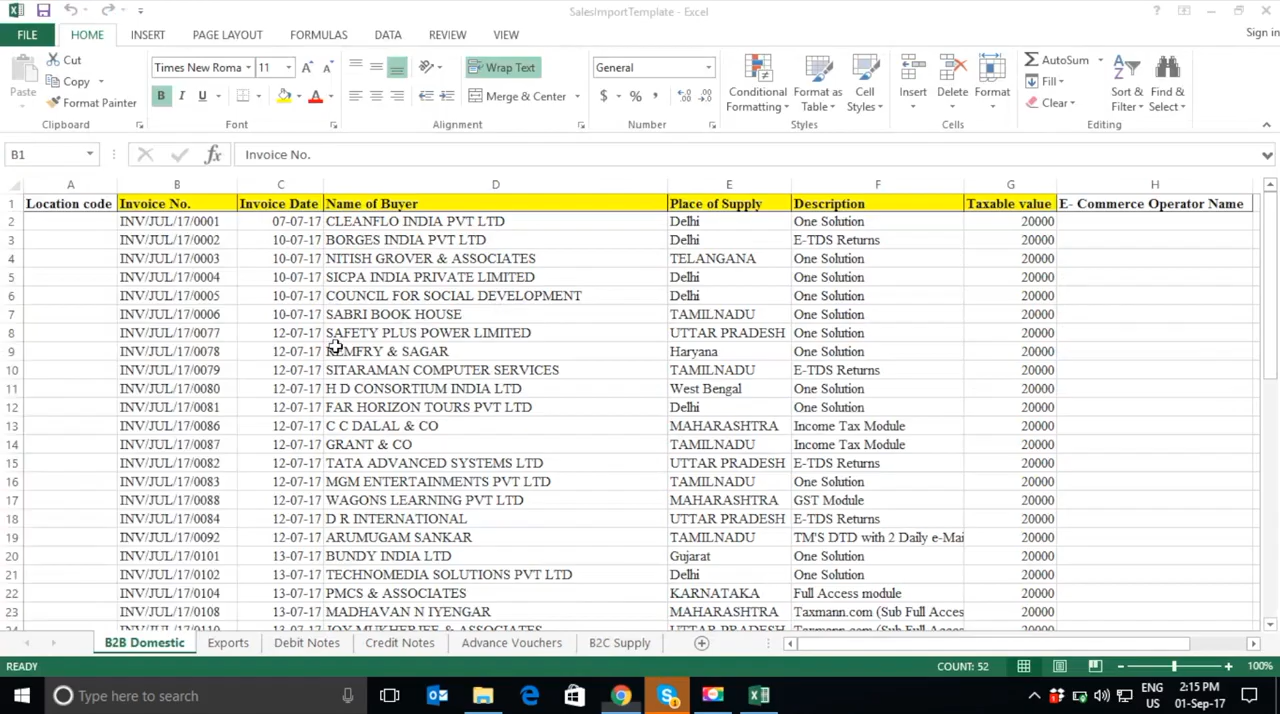 SalesImportTemplate - Excel
FILE HOME INSERT PAGE LAYOUT FORMULAS DATA REVIEW VIEW Sign in
Paste Cut Copy Format Painter Clipboard
Times New Roma 11 B I U A Font
Wrap Text Merge & Center Alignment
General $ % , Number
Conditional Formatting Format as Table Cell Styles Styles
Insert Delete Format Cells
AutoSum Fill Clear Sort & Filter Find & Select Editing
B1 fx Invoice No.
A B C D E F G H
1 Location code Invoice No. Invoice Date Name of Buyer Place of Supply Description Taxable value E- Commerce Operator Name
2 INV/JUL/17/0001 07-07-17 CLEANFLO INDIA PVT LTD Delhi One Solution 20000
3 INV/JUL/17/0002 10-07-17 BORGES INDIA PVT LTD Delhi E-TDS Returns 20000
4 INV/JUL/17/0003 10-07-17 NITISH GROVER & ASSOCIATES TELANGANA One Solution 20000
5 INV/JUL/17/0004 10-07-17 SICPA INDIA PRIVATE LIMITED Delhi One Solution 20000
6 INV/JUL/17/0005 10-07-17 COUNCIL FOR SOCIAL DEVELOPMENT Delhi One Solution 20000
7 INV/JUL/17/0006 10-07-17 SABRI BOOK HOUSE TAMILNADU One Solution 20000
8 INV/JUL/17/0077 12-07-17 SAFETY PLUS POWER LIMITED UTTAR PRADESH One Solution 20000
9 INV/JUL/17/0078 12-07-17 REMFRY & SAGAR Haryana One Solution 20000
10 INV/JUL/17/0079 12-07-17 SITARAMAN COMPUTER SERVICES TAMILNADU E-TDS Returns 20000
11 INV/JUL/17/0080 12-07-17 H D CONSORTIUM INDIA LTD West Bengal One Solution 20000
12 INV/JUL/17/0081 12-07-17 FAR HORIZON TOURS PVT LTD Delhi One Solution 20000
13 INV/JUL/17/0086 12-07-17 C C DALAL & CO MAHARASHTRA Income Tax Module 20000
14 INV/JUL/17/0087 12-07-17 GRANT & CO TAMILNADU Income Tax Module 20000
15 INV/JUL/17/0082 12-07-17 TATA ADVANCED SYSTEMS LTD UTTAR PRADESH E-TDS Returns 20000
16 INV/JUL/17/0083 12-07-17 MGM ENTERTAINMENTS PVT LTD TAMILNADU One Solution 20000
17 INV/JUL/17/0088 12-07-17 WAGONS LEARNING PVT LTD MAHARASHTRA GST Module 20000
18 INV/JUL/17/0084 12-07-17 D R INTERNATIONAL UTTAR PRADESH E-TDS Returns 20000
19 INV/JUL/17/0092 12-07-17 ARUMUGAM SANKAR TAMILNADU TM'S DTD with 2 Daily e-Mai 20000
20 INV/JUL/17/0101 13-07-17 BUNDY INDIA LTD Gujarat One Solution 20000
21 INV/JUL/17/0102 13-07-17 TECHNOMEDIA SOLUTIONS PVT LTD Delhi One Solution 20000
22 INV/JUL/17/0104 13-07-17 PMCS & ASSOCIATES KARNATAKA Full Access module 20000
23 INV/JUL/17/0108 13-07-17 MADHAVAN N IYENGAR MAHARASHTRA Taxmann.com (Sub Full Acces 20000
24 INV/JUL/17/0110 13-07-17 JOY MUKHERJEE & ASSOCIATES UTTAR PRADESH Taxmann.com (Sub Full Acces 20000
B2B Domestic Exports Debit Notes Credit Notes Advance Vouchers B2C Supply
READY COUNT: 52 100%
Type here to search ENG US 2:15 PM 01-Sep-17